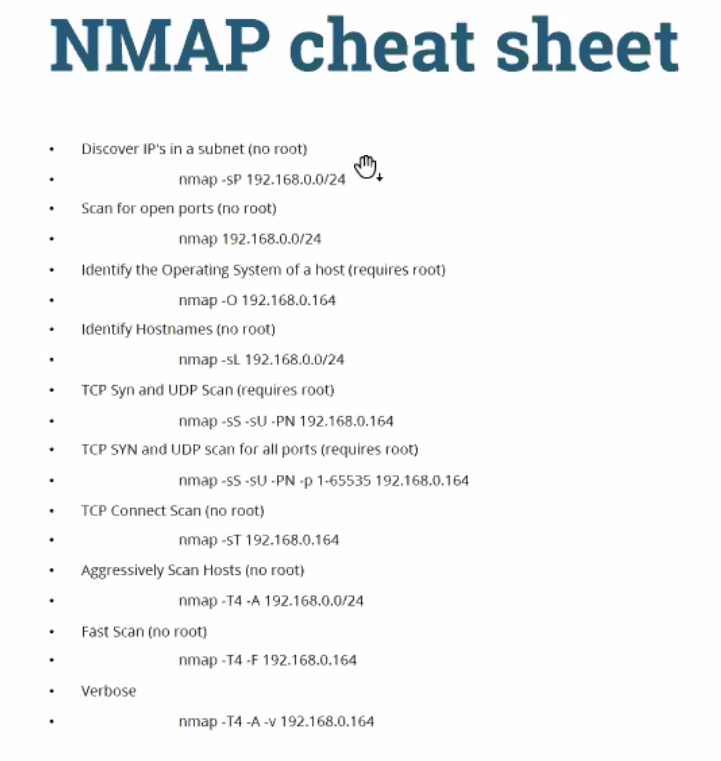 NMAP cheat sheet
• Discover IP's in a subnet (no root)
• nmap -sP 192.168.0.0/24
• Scan for open ports (no root)
• nmap 192.168.0.0/24
• Identify the Operating System of a host (requires root)
• nmap -O 192.168.0.164
• Identify Hostnames (no root)
• nmap -sL 192.168.0.0/24
• TCP Syn and UDP Scan (requires root)
• nmap -sS -sU -PN 192.168.0.164
• TCP SYN and UDP scan for all ports (requires root)
• nmap -sS -sU -PN -p 1-65535 192.168.0.164
• TCP Connect Scan (no root)
• nmap -sT 192.168.0.164
• Aggressively Scan Hosts (no root)
• nmap -T4 -A 192.168.0.0/24
• Fast Scan (no root)
• nmap -T4 -F 192.168.0.164
• Verbose
• nmap -T4 -A -v 192.168.0.164